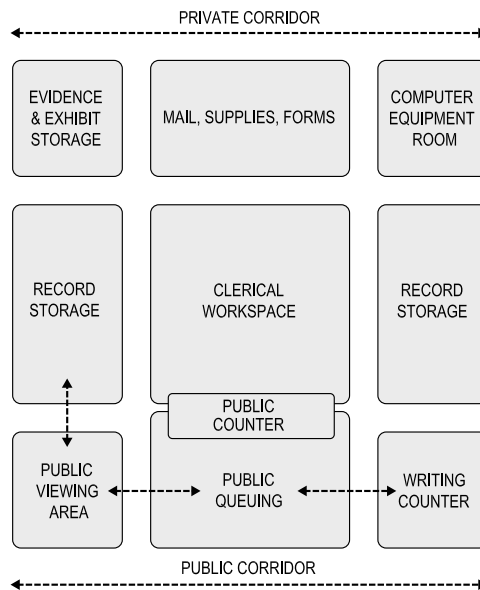 PRIVATE CORRIDOR
EVIDENCE
& EXHIBIT
STORAGE
MAIL, SUPPLIES, FORMS
COMPUTER
EQUIPMENT
ROOM
RECORD
STORAGE
CLERICAL
WORKSPACE
RECORD
STORAGE
PUBLIC
COUNTER
PUBLIC
VIEWING
AREA
PUBLIC
QUEUING
WRITING
COUNTER
PUBLIC CORRIDOR